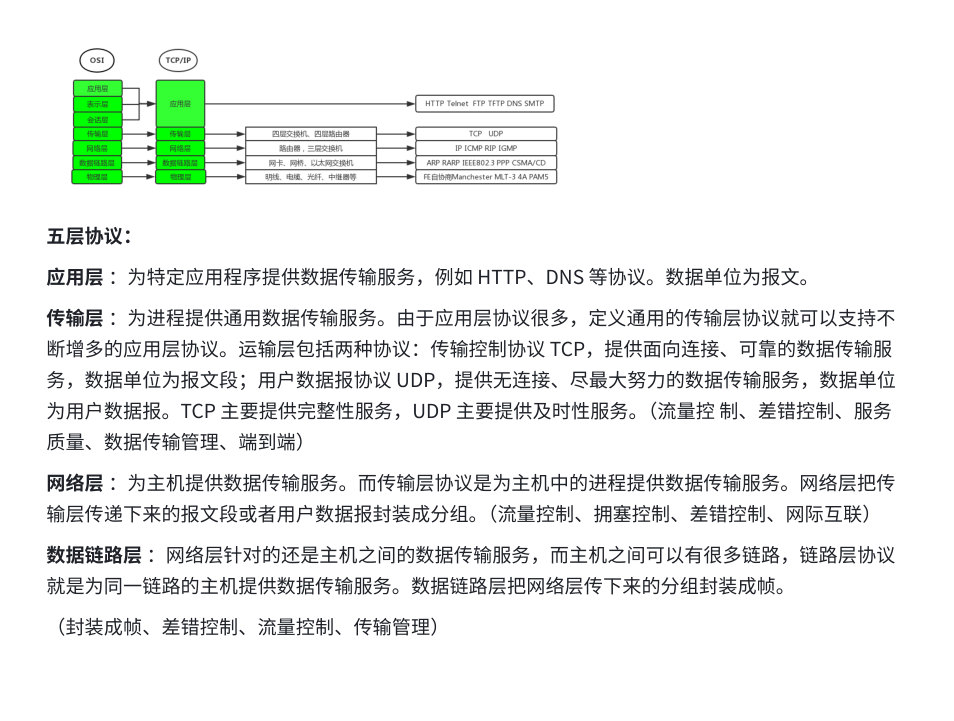 OSI TCP/IP
应用层
表示层 应用层 HTTP Telnet FTP TFTP DNS SMTP
会话层
传输层 传输层 四层交换机、四层路由器 TCP UDP
网络层 网络层 路由器，三层交换机 IP ICMP RIP IGMP
数据链路层 数据链路层 网卡、网桥、以太网交换机 ARP RARP IEEE802 3 PPP CSMA/CD
物理层 物理层 明线、电缆、光纤、中继器等 FE自协商Manchester MLT-3 4A PAM5
五层协议：
应用层 ：为特定应用程序提供数据传输服务，例如 HTTP、DNS 等协议。数据单位为报文。
传输层 ：为进程提供通用数据传输服务。由于应用层协议很多，定义通用的传输层协议就可以支持不
断增多的应用层协议。运输层包括两种协议：传输控制协议 TCP，提供面向连接、可靠的数据传输服
务，数据单位为报文段；用户数据报协议 UDP，提供无连接、尽最大努力的数据传输服务，数据单位
为用户数据报。TCP 主要提供完整性服务，UDP 主要提供及时性服务。（流量控 制、差错控制、服务
质量、数据传输管理、端到端）
网络层 ：为主机提供数据传输服务。而传输层协议是为主机中的进程提供数据传输服务。网络层把传
输层传递下来的报文段或者用户数据报封装成分组。（流量控制、拥塞控制、差错控制、网际互联）
数据链路层 ：网络层针对的还是主机之间的数据传输服务，而主机之间可以有很多链路，链路层协议
就是为同一链路的主机提供数据传输服务。数据链路层把网络层传下来的分组封装成帧。
（封装成帧、差错控制、流量控制、传输管理）